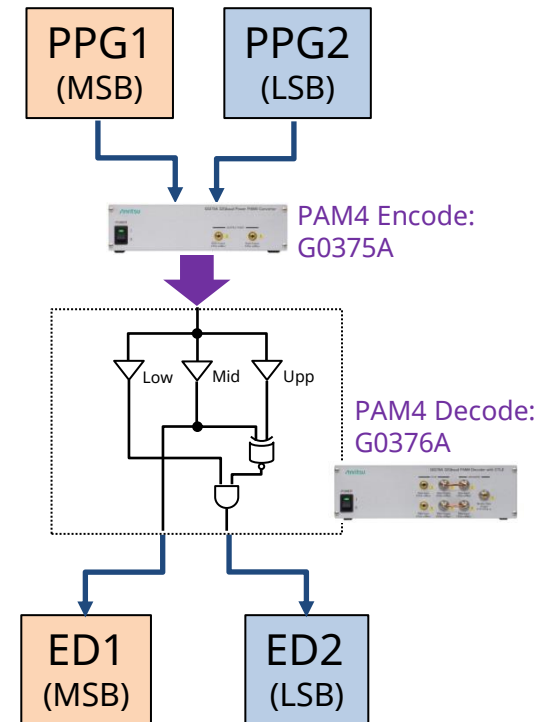 PPG1
(MSB)
PPG2
(LSB)
PAM4 Encode:
G0375A
Low
Mid
Upp
PAM4 Decode:
G0376A
ED1
(MSB)
ED2
(LSB)